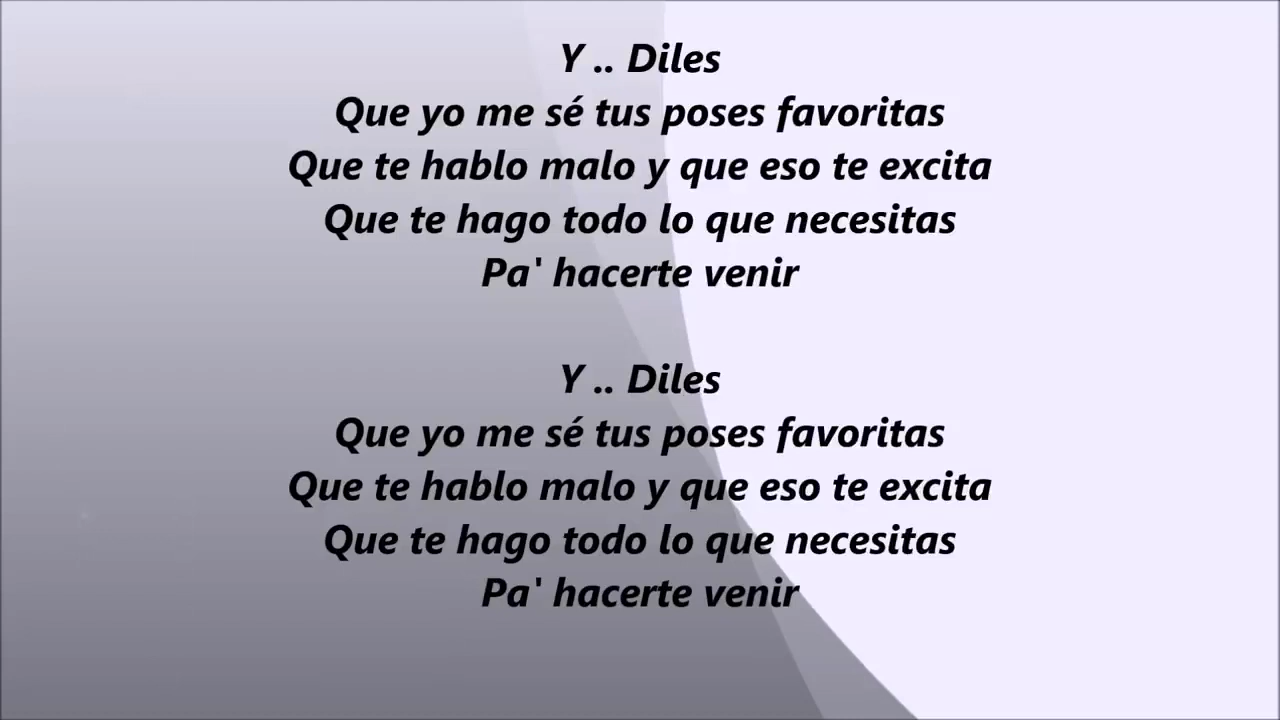 Y .. Diles
Que yo me sé tus poses favoritas
Que te hablo malo y que eso te excita
Que te hago todo lo que necesitas
Pa' hacerte venir
Y .. Diles
Que yo me sé tus poses favoritas
Que te hablo malo y que eso te excita
Que te hago todo lo que necesitas
Pa' hacerte venir